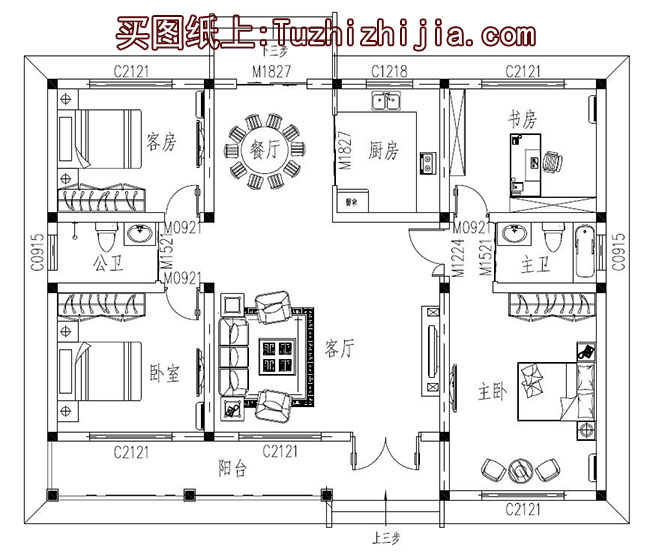 买图纸上:Tuzhizhijia.com
下三步
C2121
M1827
C1218
C2121
客房
餐厅
M1827
厨房
书房
M0921
M0921
C0915
公卫
M1521
M0921
M1224
M1521
主卫
C0915
卧室
客厅
主卧
C2121
C2121
阳台
C2121
上三步